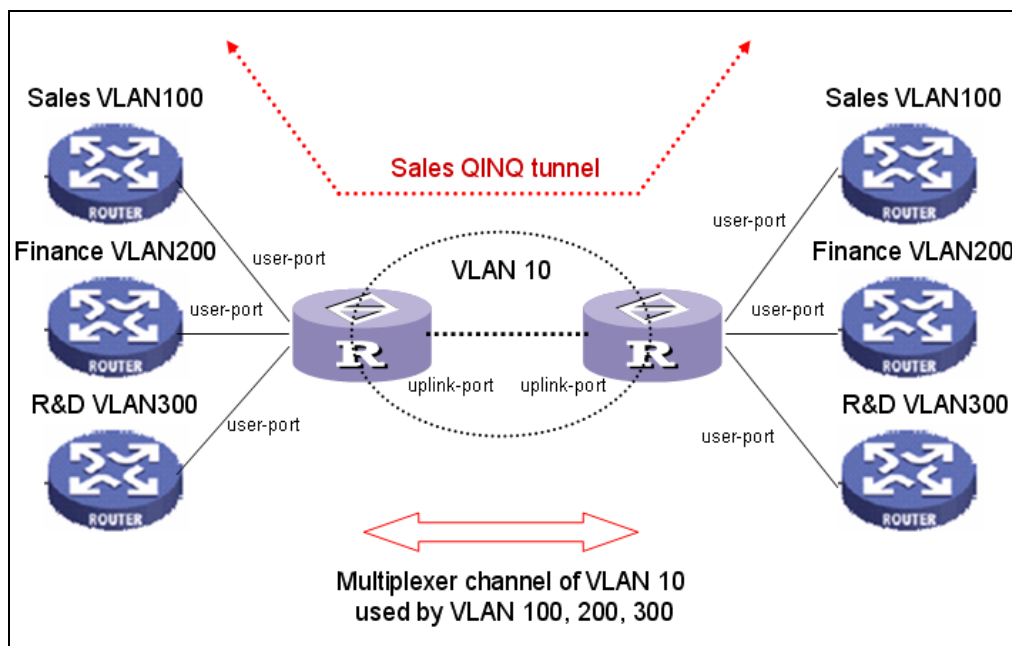 Sales VLAN100
ROUTER
Finance VLAN200
ROUTER
R&D VLAN300
ROUTER
user-port
user-port
user-port
Sales QINQ tunnel
VLAN 10
R
R
uplink-port
uplink-port
Multiplexer channel of VLAN 10
used by VLAN 100, 200, 300
user-port
user-port
user-port
Sales VLAN100
ROUTER
Finance VLAN200
ROUTER
R&D VLAN300
ROUTER